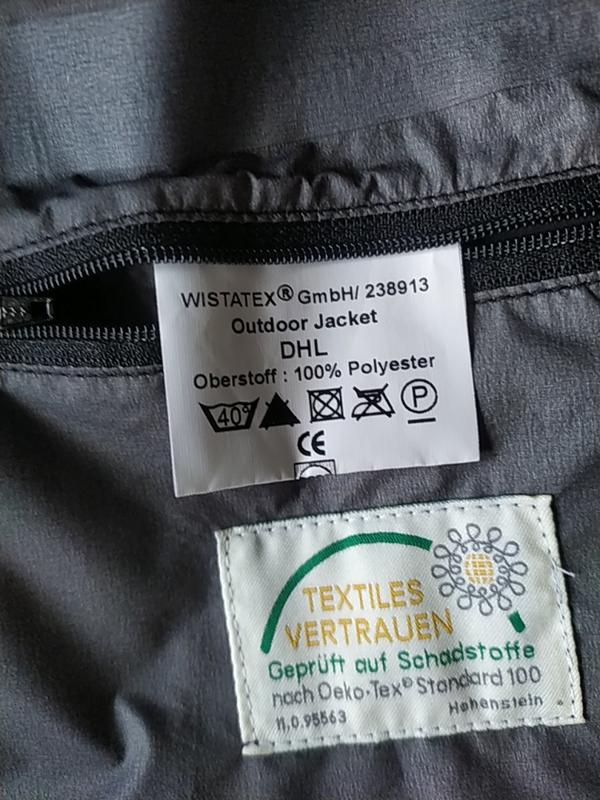 WISTATEX® GmbH/ 238913
Outdoor Jacket
DHL
Oberstoff : 100% Polyester
40°
P
CE
TEXTILES
VERTRAUEN
Geprüft auf Schadstoffe
nach Oeko-Tex® Standard 100
11.0.95563 Hohenstein